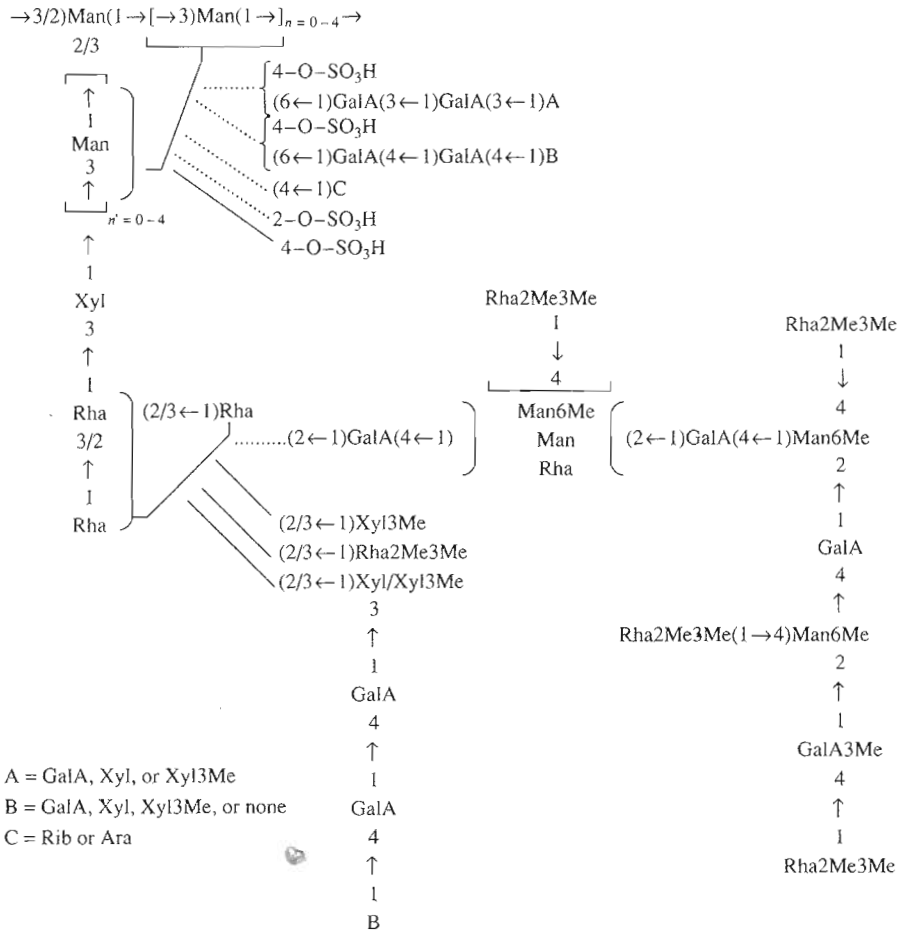 →3/2)Man(1→[→3)Man(1→]n = 0−4→
2/3
4−O−SO3H
(6←1)GalA(3←1)GalA(3←1)A
↑
1
Man
3
↑
4−O−SO3H
(6←1)GalA(4←1)GalA(4←1)B
(4←1)C
n' = 0−4
2−O−SO3H
4−O−SO3H
↑
1
Xyl
3
↑
1
Rha2Me3Me
1
↓
4
Rha2Me3Me
1
↓
4
Rha
(2/3←1)Rha
3/2
(2←1)GalA(4←1)
Man6Me
Man
Rha
(2←1)GalA(4←1)Man6Me
↑
1
Rha
2
↑
1
GalA
4
↑
(2/3←1)Xyl3Me
(2/3←1)Rha2Me3Me
(2/3←1)Xyl/Xyl3Me
3
↑
1
GalA
4
↑
1
GalA
4
↑
1
B
Rha2Me3Me(1→4)Man6Me
2
↑
1
GalA3Me
4
↑
1
Rha2Me3Me
A = GalA, Xyl, or Xyl3Me
B = GalA, Xyl, Xyl3Me, or none
C = Rib or Ara